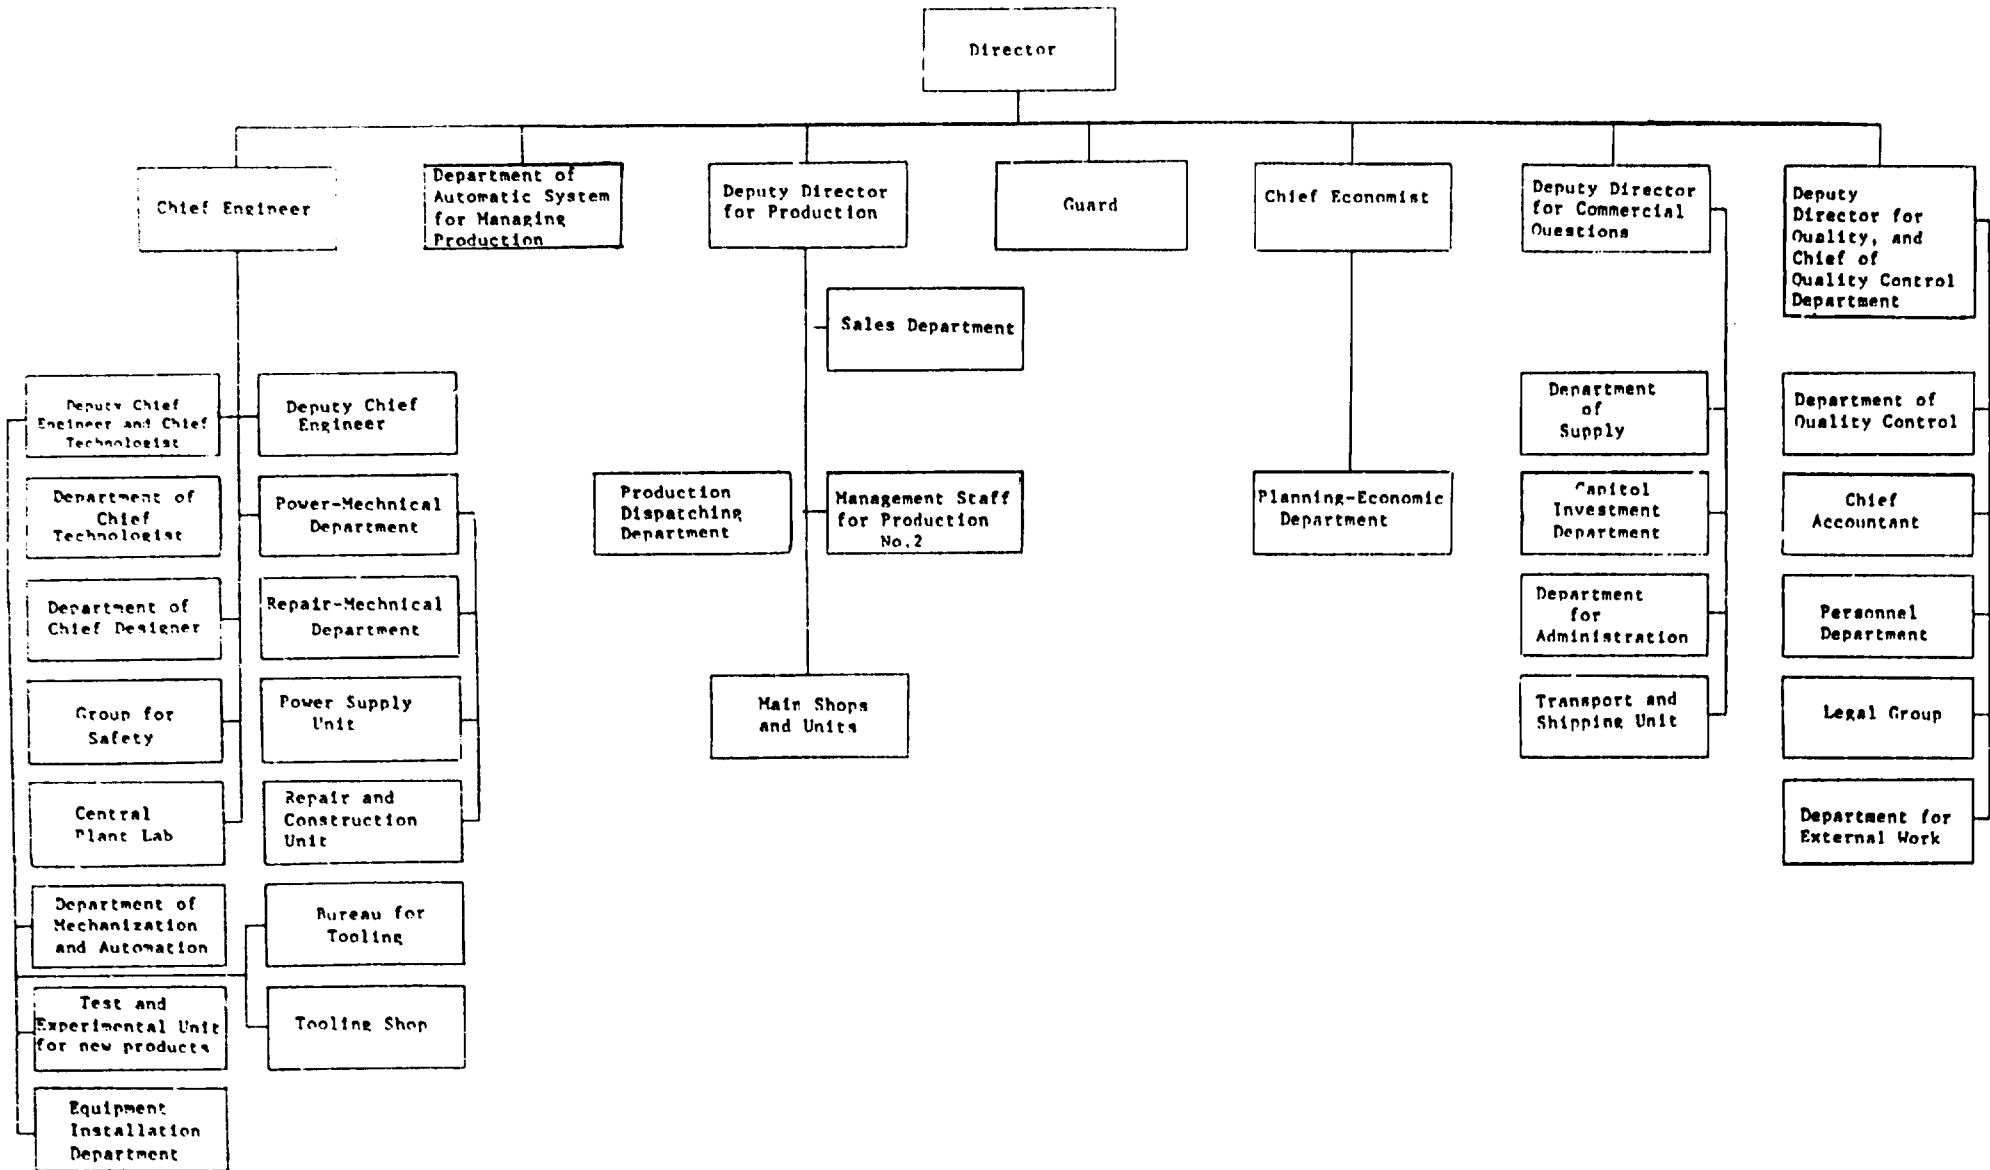 Director
Chief Engineer
Department of
Automatic System
for Managing
Production
Deputy Director
for Production
Guard
Chief Economist
Deputy Director
for Commercial
Questions
Deputy
Director for
Quality, and
Chief of
Quality Control
Department
Sales Department
Deputy Chief
Engineer and Chief
Technologist
Deputy Chief
Engineer
Department
of
Supply
Department of
Quality Control
Department of
Chief
Technologist
Power-Mechnical
Department
Production
Dispatching
Department
Management Staff
for Production
No.2
Planning-Economic
Department
Capitol
Investment
Department
Chief
Accountant
Department of
Chief Designer
Repair-Mechnical
Department
Department
for
Administration
Personnel
Department
Group for
Safety
Power Supply
Unit
Main Shops
and Units
Transport and
Shipping Unit
Legal Group
Central
Plant Lab
Repair and
Construction
Unit
Department for
External Work
Department of
Mechanization
and Automation
Bureau for
Tooling
Test and
Experimental Unit
for new products
Tooling Shop
Equipment
Installation
Department